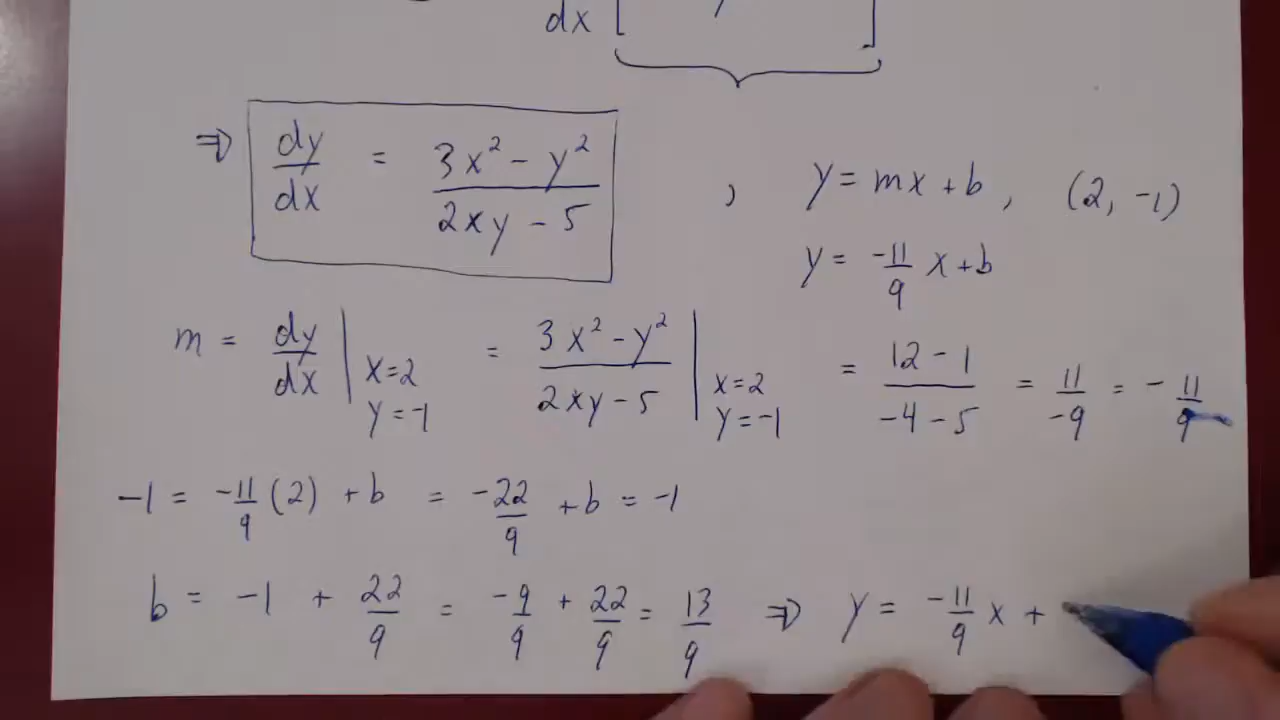 dx [ ]
⇒ dy/dx = (3x² - y²)/(2xy - 5) , y = mx + b , (2, -1)
y = -11/9 x + b
m = dy/dx | x=2 y=-1 = (3x² - y²)/(2xy - 5) | x=2 y=-1 = (12 - 1)/(-4 - 5) = 11/-9 = - 11/9
-1 = -11/9 (2) + b = -22/9 + b = -1
b = -1 + 22/9 = -9/9 + 22/9 = 13/9 ⇒ y = -11/9 x +